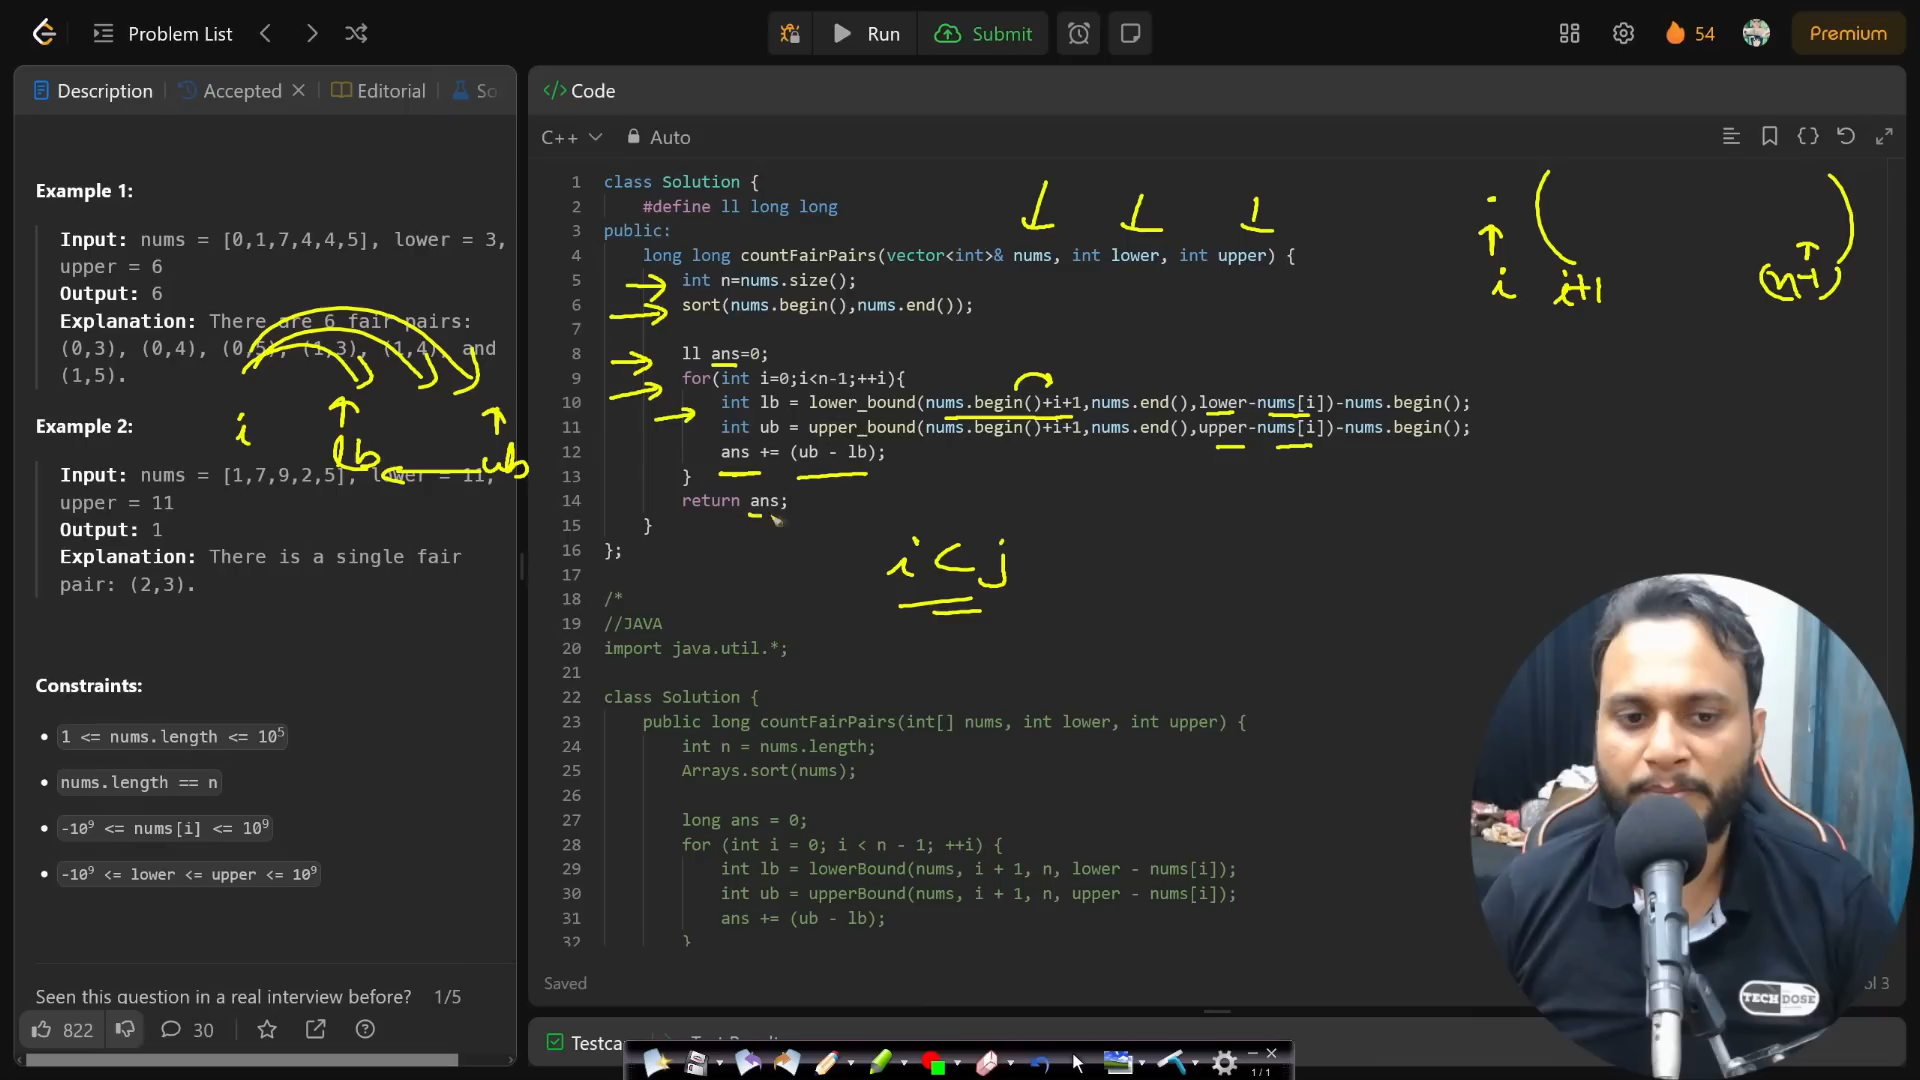 Problem List
Run
Submit
54
Premium
Description
Accepted
Editorial
So
Example 1:
Input: nums = [0,1,7,4,4,5], lower = 3,
upper = 6
Output: 6
Explanation: There are 6 fair pairs:
(0,3), (0,4), (0,5), (1,3), (1,4), and
(1,5).
i
lb
ub
Example 2:
Input: nums = [1,7,9,2,5], lower = 11,
upper = 11
Output: 1
Explanation: There is a single fair
pair: (2,3).
Constraints:
1 <= nums.length <= 10⁵
nums.length == n
-10⁹ <= nums[i] <= 10⁹
-10⁹ <= lower <= upper <= 10⁹
Seen this question in a real interview before? 1/5
822
30
</> Code
C++
Auto
1 class Solution {
2 #define ll long long
3 public:
4 long long countFairPairs(vector<int>& nums, int lower, int upper) {
5 int n=nums.size();
6 sort(nums.begin(),nums.end());
7
8 ll ans=0;
9 for(int i=0;i<n-1;++i){
10 int lb = lower_bound(nums.begin()+i+1,nums.end(),lower-nums[i])-nums.begin();
11 int ub = upper_bound(nums.begin()+i+1,nums.end(),upper-nums[i])-nums.begin();
12 ans += (ub - lb);
13 }
14 return ans;
15 }
16 };
17
18 /*
19 //JAVA
20 import java.util.*;
21
22 class Solution {
23 public long countFairPairs(int[] nums, int lower, int upper) {
24 int n = nums.length;
25 Arrays.sort(nums);
26
27 long ans = 0;
28 for (int i = 0; i < n - 1; ++i) {
29 int lb = lowerBound(nums, i + 1, n, lower - nums[i]);
30 int ub = upperBound(nums, i + 1, n, upper - nums[i]);
31 ans += (ub - lb);
32 }
i i+1 (n-1)
i < j
Saved
ol 3
Testca
TECH DOSE
1/1